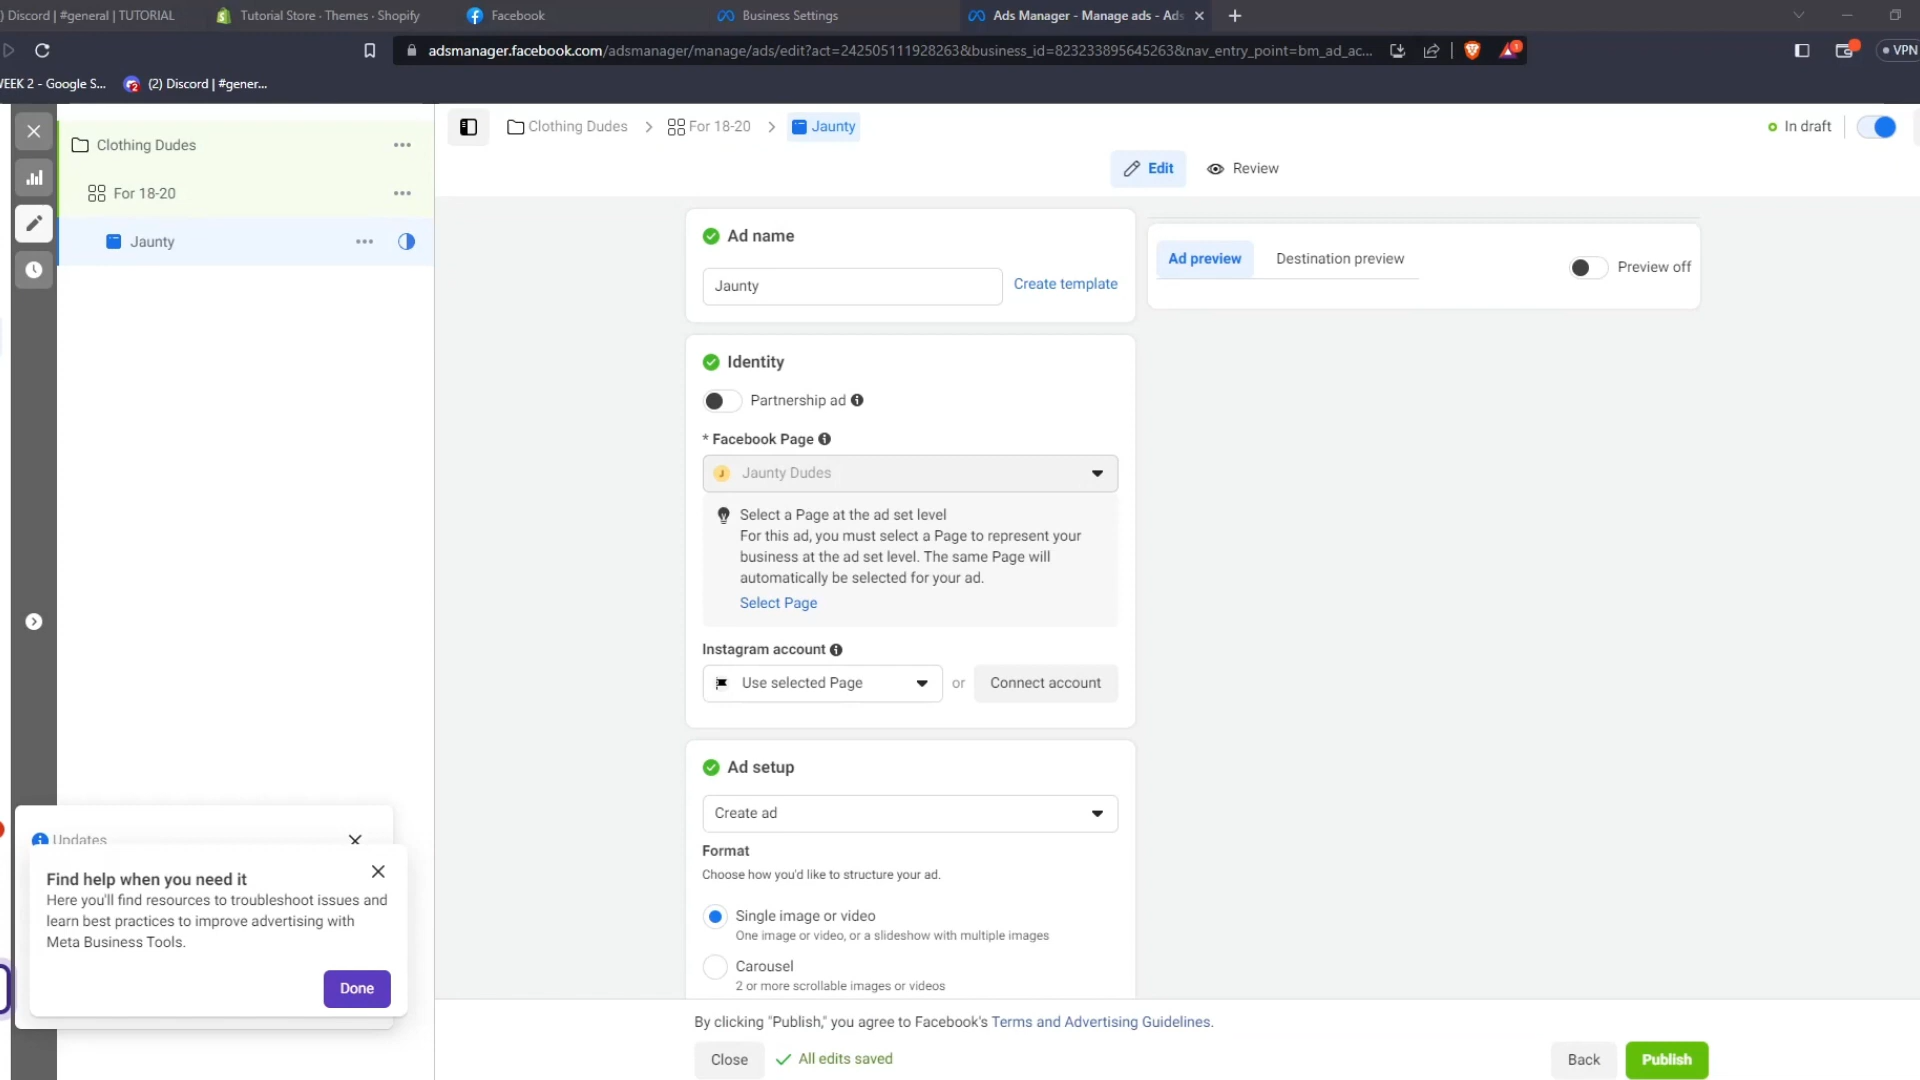 ) Discord | #general | TUTORIAL
Tutorial Store · Themes · Shopify
Facebook
Business Settings
Ads Manager - Manage ads - Ads
adsmanager.facebook.com/adsmanager/manage/ads/edit?act=242505111928263&business_id=823233895645263&nav_entry_point=bm_ad_ac...
1
VPN
WEEK 2 - Google S...
(2) Discord | #gener...
Clothing Dudes
For 18-20
Jaunty
Clothing Dudes
For 18-20
Jaunty
In draft
Edit
Review
Ad name
Jaunty
Create template
Ad preview
Destination preview
Preview off
Identity
Partnership ad
* Facebook Page
J
Jaunty Dudes
Select a Page at the ad set level
For this ad, you must select a Page to represent your
business at the ad set level. The same Page will
automatically be selected for your ad.
Select Page
Instagram account
Use selected Page
or
Connect account
Ad setup
Create ad
Format
Choose how you'd like to structure your ad.
Single image or video
One image or video, or a slideshow with multiple images
Carousel
2 or more scrollable images or videos
Updates
Find help when you need it
Here you'll find resources to troubleshoot issues and
learn best practices to improve advertising with
Meta Business Tools.
Done
By clicking "Publish," you agree to Facebook's Terms and Advertising Guidelines.
Close
All edits saved
Back
Publish